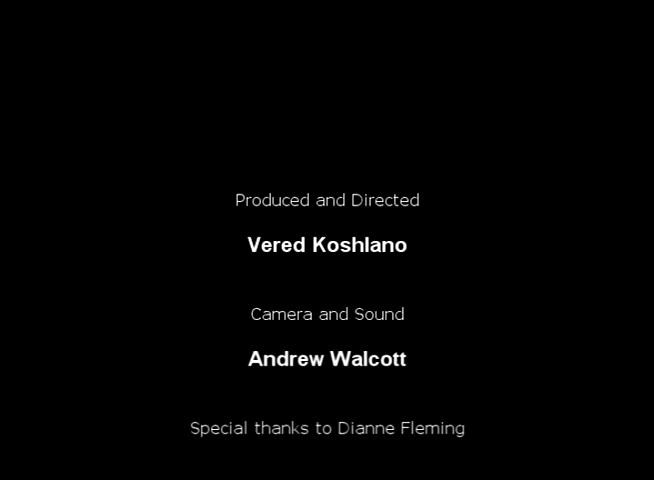 Produced and Directed
Vered Koshlano
Camera and Sound
Andrew Walcott
Special thanks to Dianne Fleming